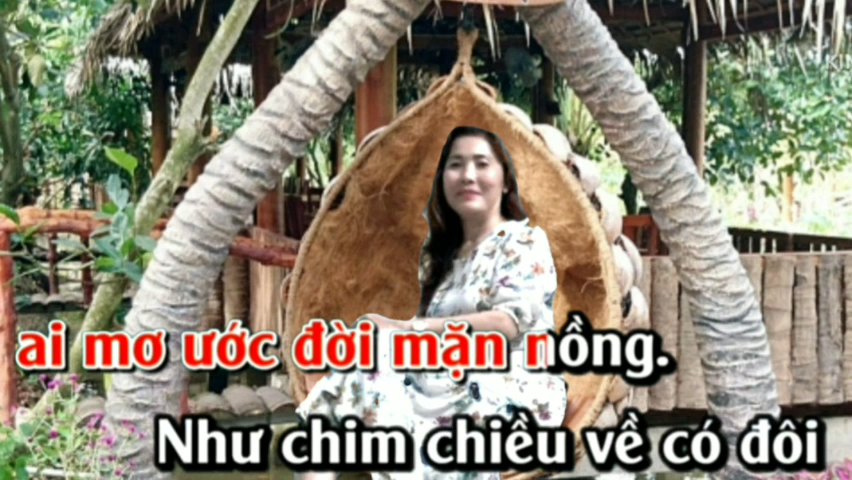 ai mơ ước đời mặn nồng.
Như chim chiều về có đôi